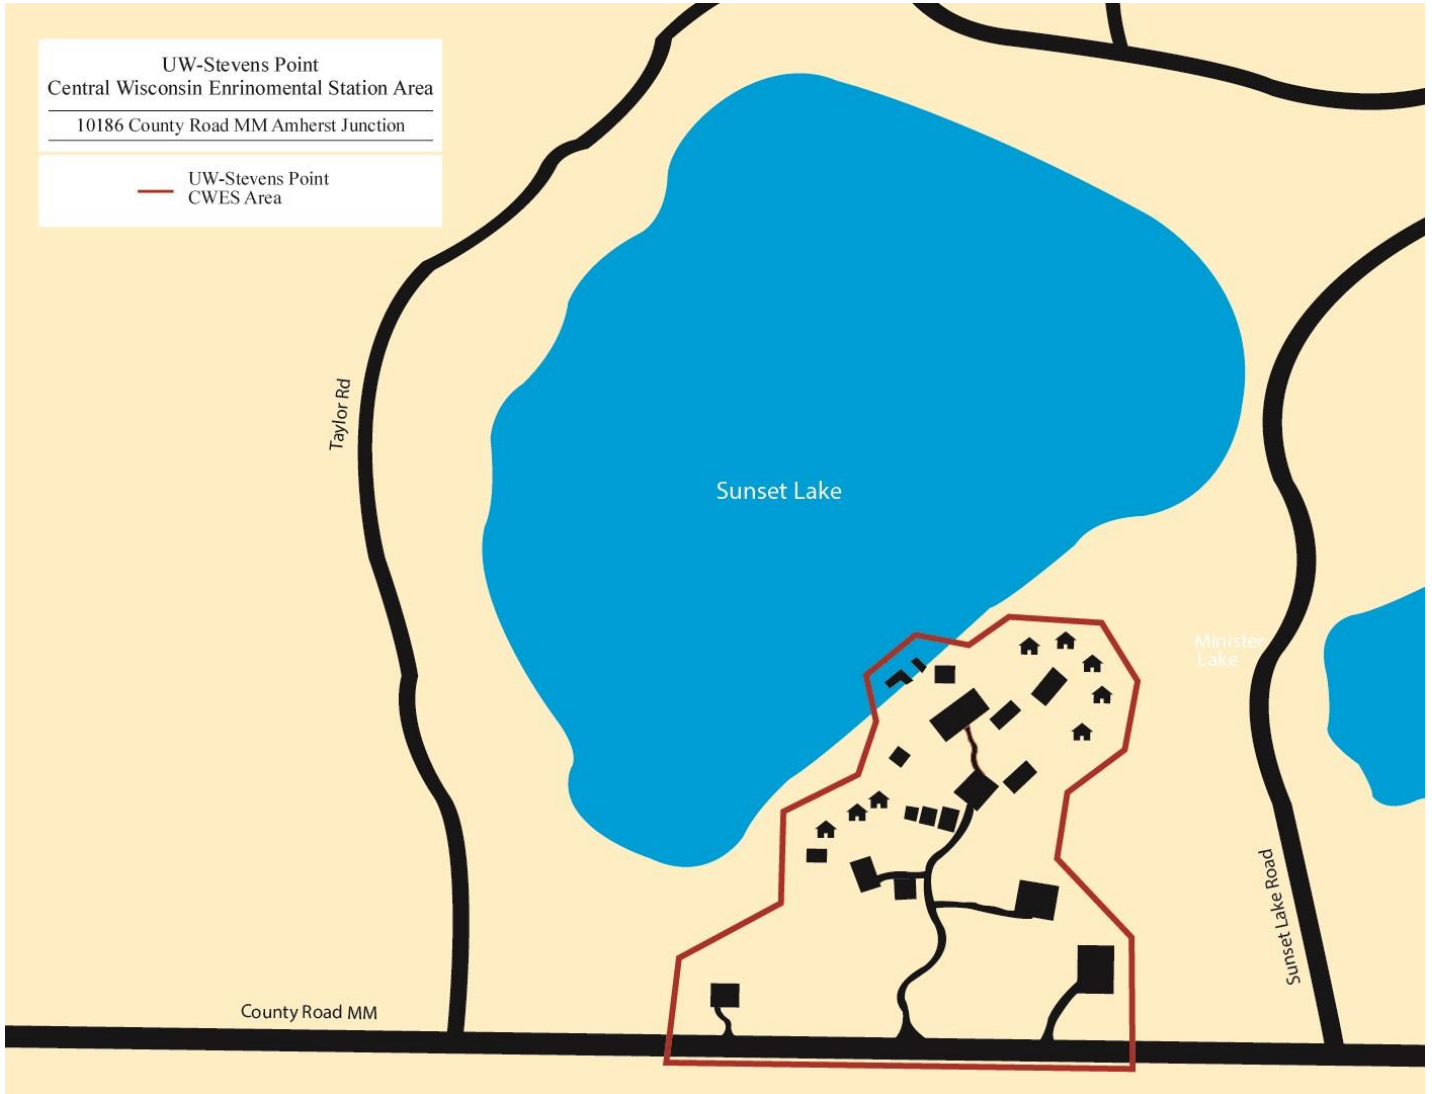 UW-Stevens Point
Central Wisconsin Enrinomental Station Area
10186 County Road MM Amherst Junction
UW-Stevens Point
CWES Area
Taylor Rd
Sunset Lake
Minister
Lake
Sunset Lake Road
County Road MM